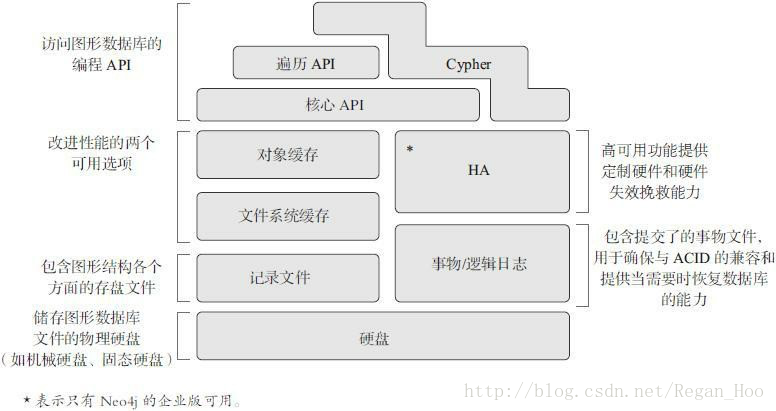 访问图形数据库的
编程 API
遍历 API
Cypher
核心 API
改进性能的两个
可用选项
对象缓存
*
HA
高可用功能提供
定制硬件和硬件
失效挽救能力
文件系统缓存
包含图形结构各个
方面的存盘文件
记录文件
事物/逻辑日志
包含提交了的事物文件,
用于确保与 ACID 的兼容和
提供当需要时恢复数据库
的能力
储存图形数据库
文件的物理硬盘
(如机械硬盘、固态硬盘)
硬盘
*表示只有 Neo4j 的企业版可用。
http://blog.csdn.net/Regan_Hoo